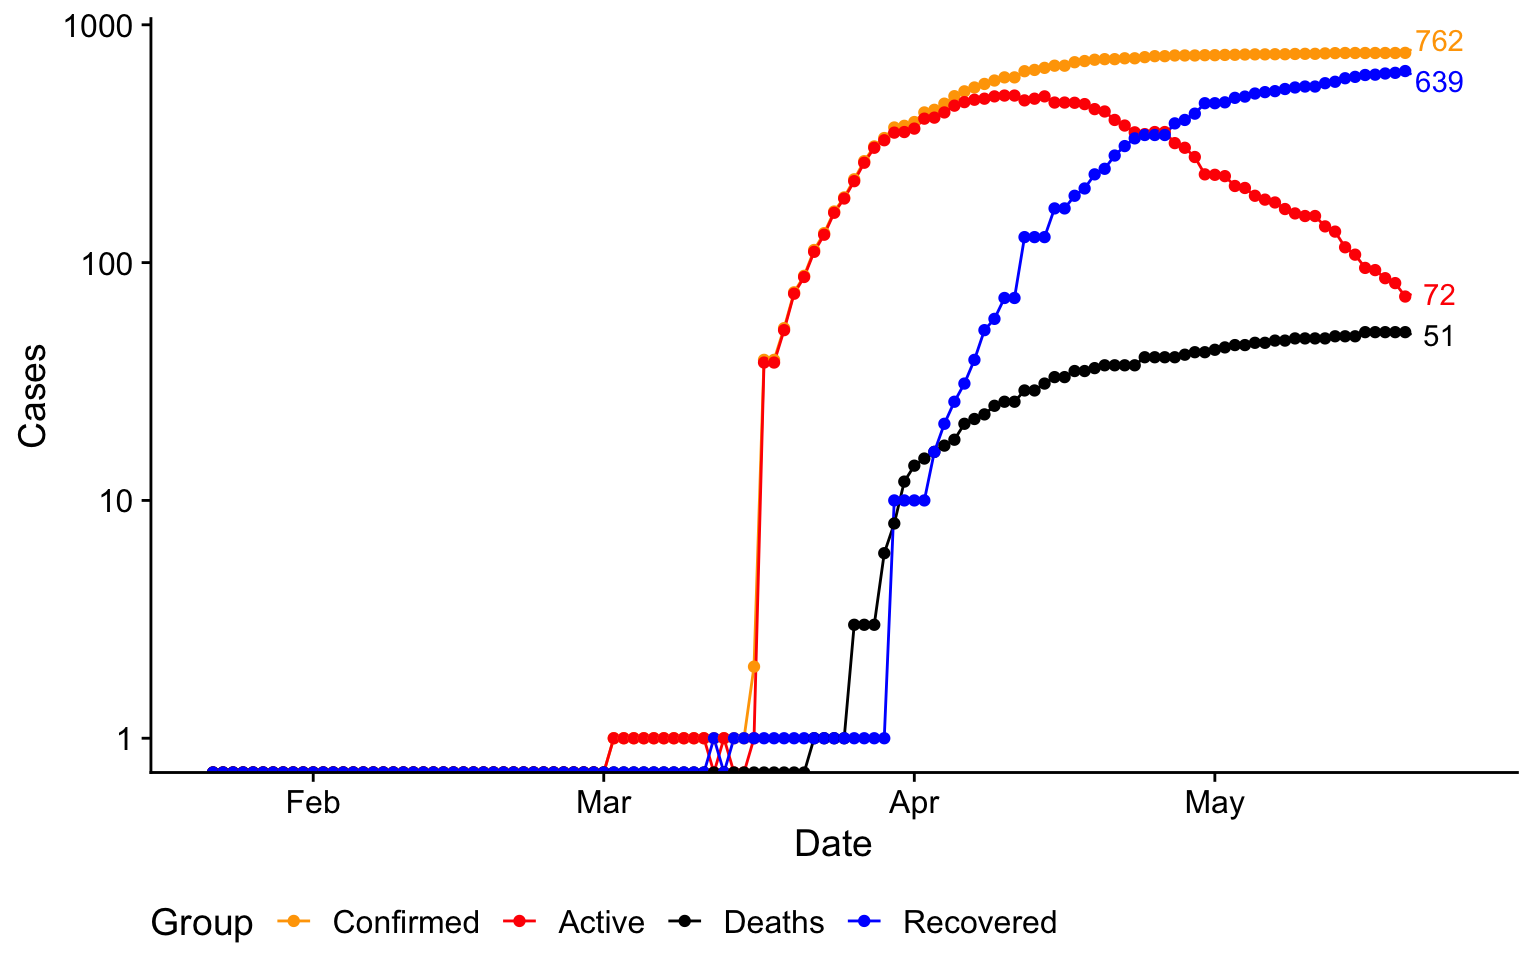 1000
762
639
100
72
51
10
1
Cases
Feb Mar Apr May
Date
Group Confirmed Active Deaths Recovered